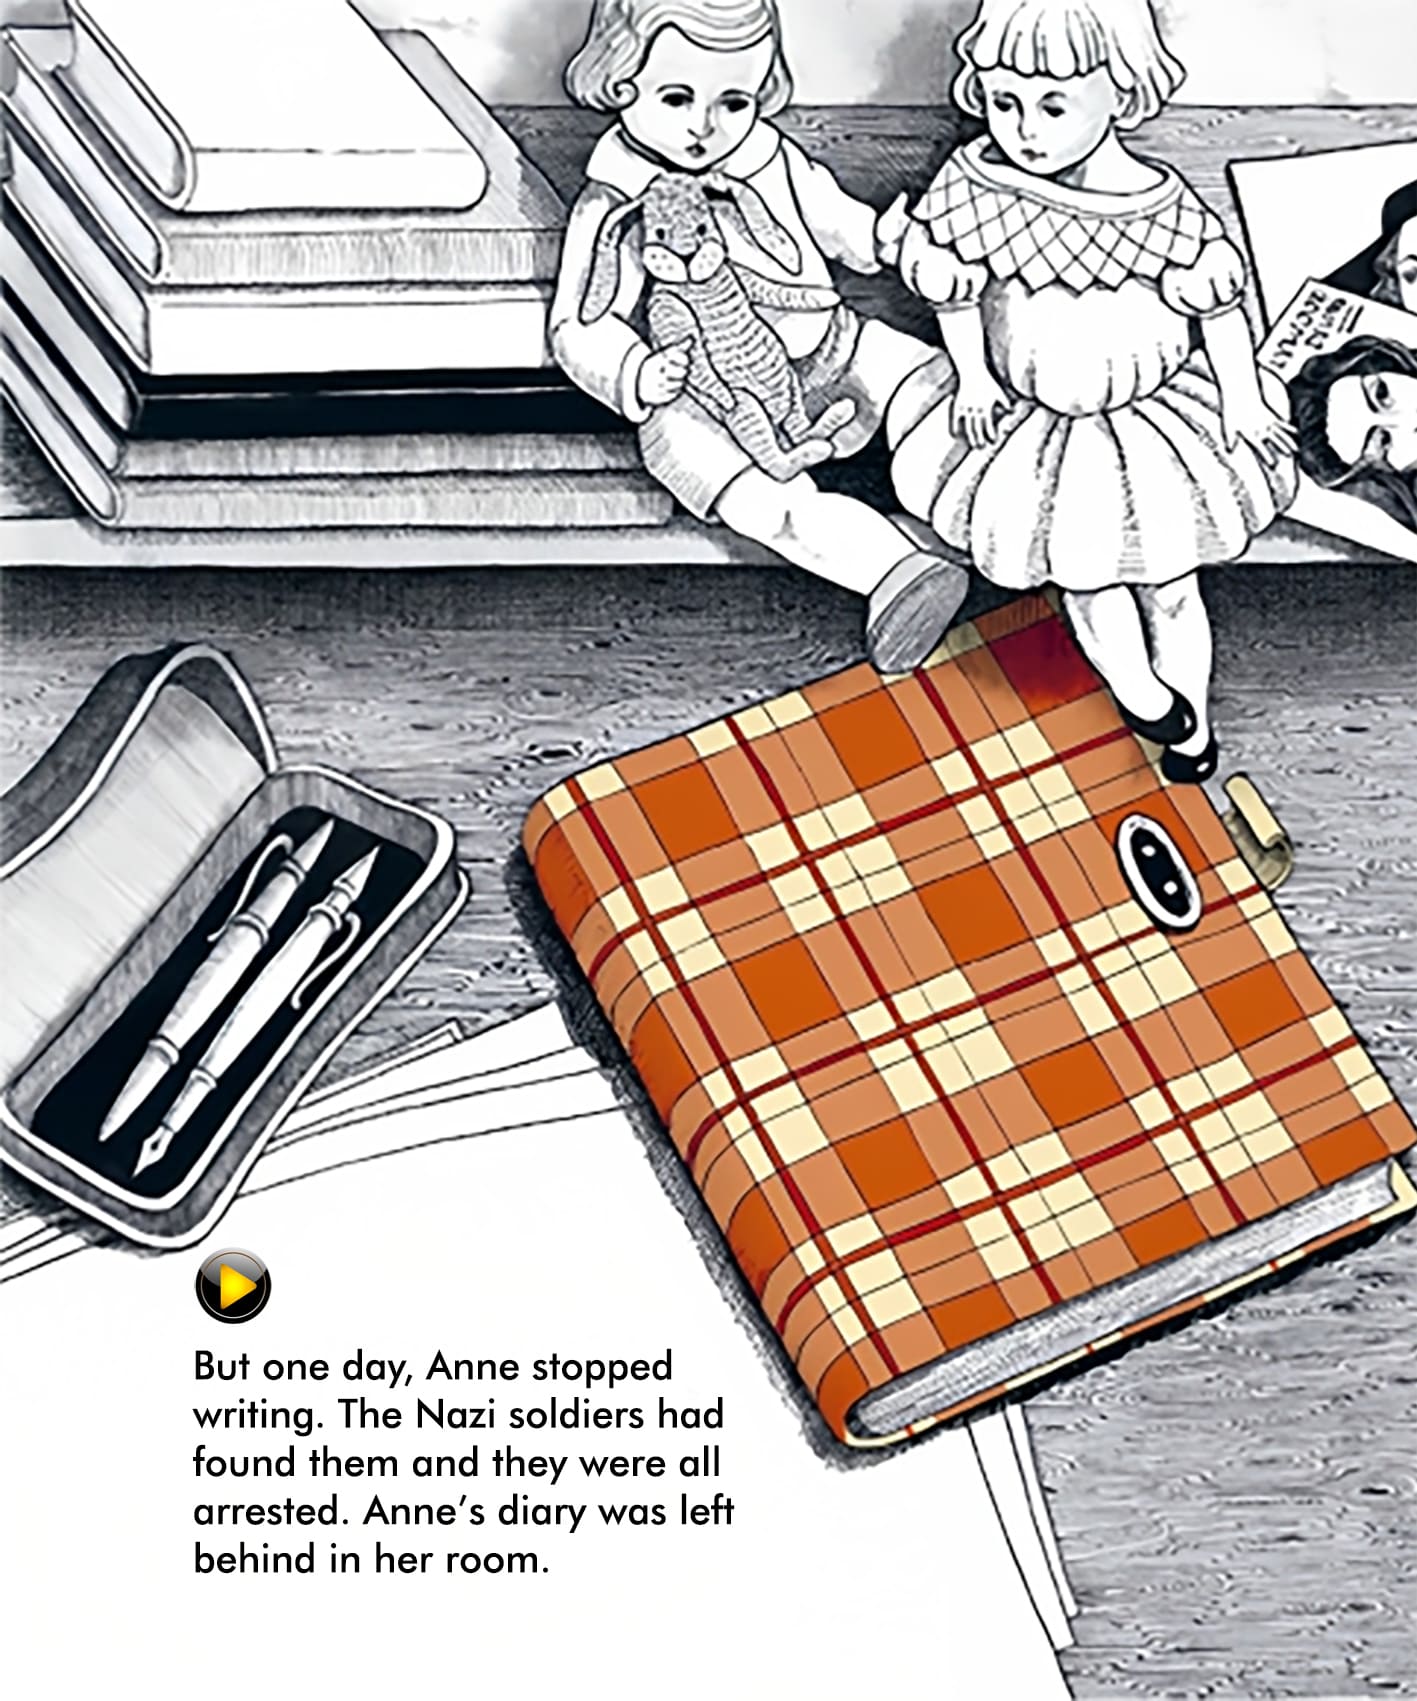 But one day, Anne stopped
writing. The Nazi soldiers had
found them and they were all
arrested. Anne’s diary was left
behind in her room.